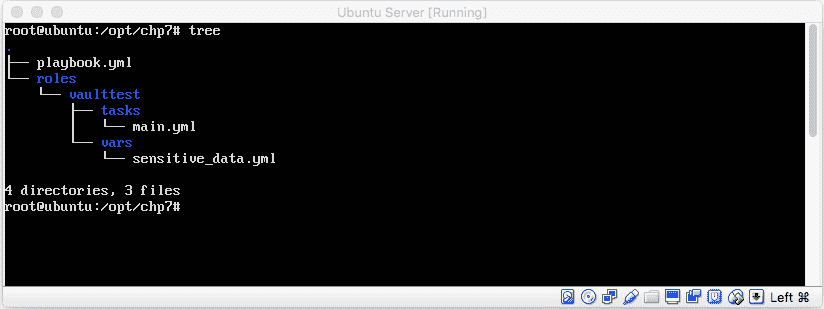 Ubuntu Server [Running]
root@ubuntu:/opt/chp7# tree
.
├── playbook.yml
└── roles
    └── vaulttest
        ├── tasks
        │   └── main.yml
        └── vars
            └── sensitive_data.yml

4 directories, 3 files
root@ubuntu:/opt/chp7#
Left ⌘